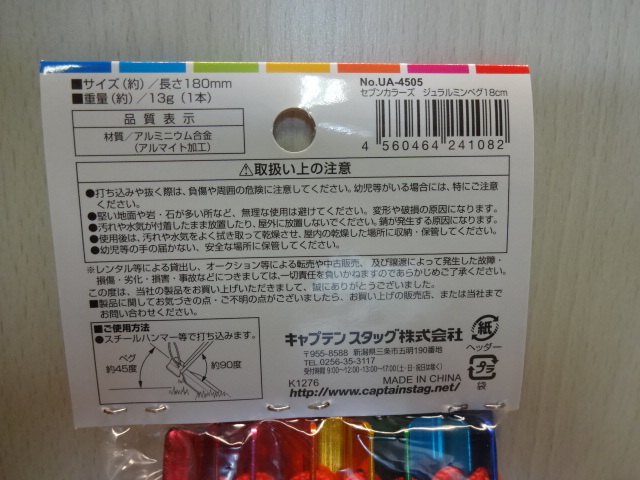 ■サイズ（約）／長さ180mm
■重量（約）／13g（1本）
品質表示
材質／アルミニウム合金
（アルマイト加工）
No.UA-4505
セブンカラーズ ジュラルミンペグ18cm
4 560464 241082
⚠取扱い上の注意
●打ち込みや抜く際は、負傷や周囲の危険に注意してください。幼児等がいる場合には、特にご注意
ください。
●堅い地面や岩・石が多い所など、無理な使用は避けてください。変形や破損の原因になります。
●汚れや水気が付着したまま放置したり、屋外に放置しないでください。錆が発生する原因になります。
●使用後は、汚れや水気をよく拭き取って乾燥させ、屋内の乾燥した場所に収納・保管してください。
●幼児等の手の届かない、安全な場所に保管してください。
※レンタル等による貸出し、オークション等による転売や中古販売、及び譲渡によって発生した故障・
損傷・劣化・損害・事故などにつきましては一切責任を負いかねますのであらかじめご了承ください。
この度は、当社の製品をお買い上げいただきまして、誠にありがとうございました。
■製品に関してお気づきの点・ご不明の点がございましたら、お買い上げの販売店、または当社まで
お問い合わせください。
■ご使用方法
●スチールハンマー等で打ち込みます。
ペグ
約45度
約90度
キャプテンスタッグ株式会社
〒955-8588 新潟県三条市五明190番地
TEL.0256-35-3117
受付時間 9:00〜12:00・13:00〜17:00（土・日・祝日は除く）
K1276
MADE IN CHINA
http://www.captainstag.net/
紙
ヘッダー
プラ
袋